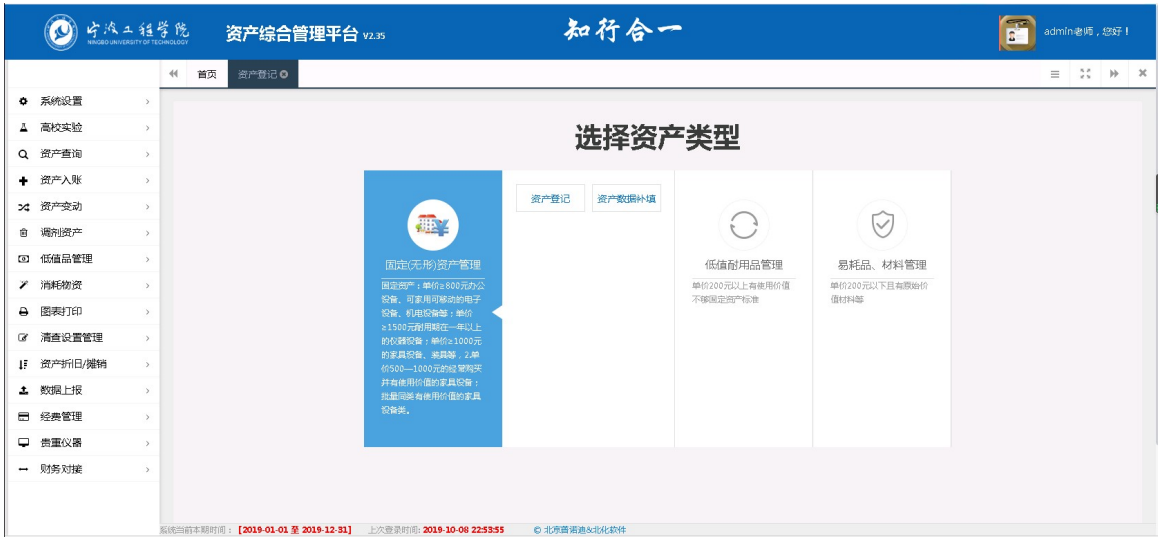 宁波工程学院
NINGBO UNIVERSITY OF TECHNOLOGY
资产综合管理平台 V2.35
知行合一
admin老师，您好！
首页 资产登记
系统设置
高校实验
资产查询
资产入账
资产变动
调剂资产
低值品管理
消耗物资
图表打印
清查设置管理
资产折旧/摊销
数据上报
经费管理
贵重仪器
财务对接
选择资产类型
固定(无形)资产管理
固定资产：单价≥800元办公
设备、可家用可移动的电子
设备、机电设备等；单价
≥1500元耐用期在一年以上
的仪器设备；单价≥1000元
的家具设备、装具等，2.单
价500—1000元的经常购买
并有使用价值的家具设备；
批量同类有使用价值的家具
设备类。
资产登记 资产数据补填
低值耐用品管理
单价200元以上有使用价值
不够固定资产标准
易耗品、材料管理
单价200元以下且有原始价
值材料等
系统当前本期时间： [2019-01-01 至 2019-12-31] 上次登录时间: 2019-10-08 22:53:55 © 北京普诺迪&北化软件